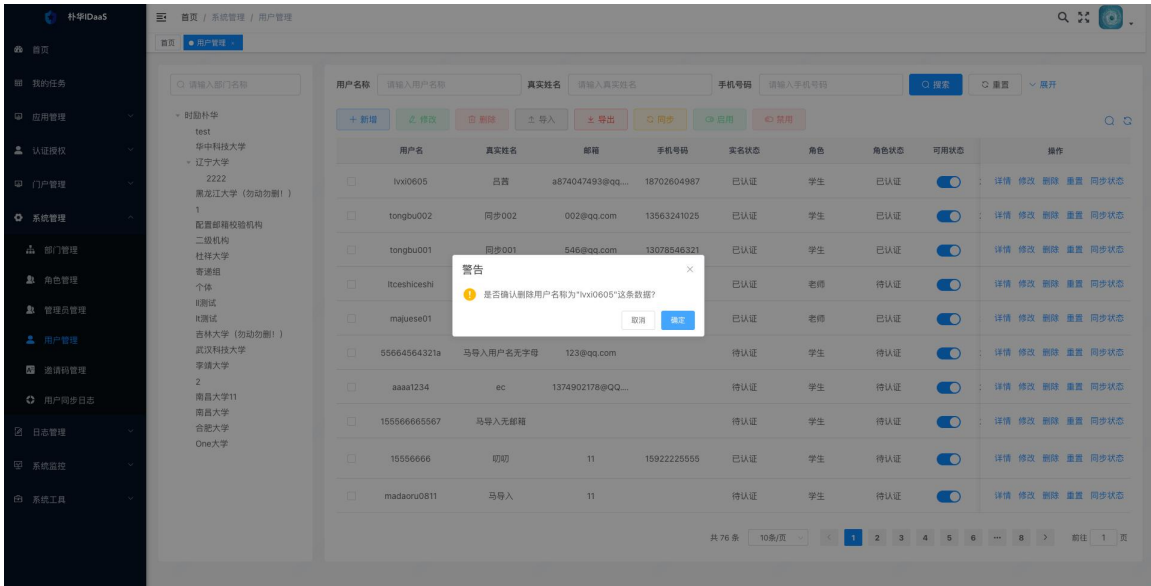 朴华IDaaS
首页 / 系统管理 / 用户管理
首页 用户管理 ×
首页
我的任务
应用管理
认证授权
门户管理
系统管理
部门管理
角色管理
管理员管理
用户管理
邀请码管理
用户同步日志
日志管理
系统监控
系统工具
请输入部门名称
时励朴华
test
华中科技大学
辽宁大学
2222
黑龙江大学（勿动勿删！）
1
配置邮箱校验机构
二级机构
杜祥大学
寄递组
个体
ll测试
lt测试
吉林大学（勿动勿删！）
武汉科技大学
李靖大学
2
南昌大学11
南昌大学
合肥大学
One大学
用户名称 请输入用户名称 真实姓名 请输入真实姓名 手机号码 请输入手机号码 搜索 重置 展开
+ 新增 修改 删除 导入 导出 同步 启用 禁用
用户名 真实姓名 邮箱 手机号码 实名状态 角色 角色状态 可用状态 操作
lvxi0605 吕茜 a874047493@qq.... 18702604987 已认证 学生 已认证 详情 修改 删除 重置 同步状态
tongbu002 同步002 002@qq.com 13563241025 已认证 学生 已认证 详情 修改 删除 重置 同步状态
tongbu001 同步001 546@qq.com 13078546321 已认证 学生 已认证 详情 修改 删除 重置 同步状态
ltceshiceshi 已认证 老师 已认证 详情 修改 删除 重置 同步状态
majuese01 已认证 老师 已认证 详情 修改 删除 重置 同步状态
55664564321a 马导入用户名无字母 123@qq.com 待认证 学生 待认证 详情 修改 删除 重置 同步状态
aaaa1234 ec 1374902178@QQ... 待认证 学生 待认证 详情 修改 删除 重置 同步状态
155566665567 马导入无邮箱 待认证 学生 待认证 详情 修改 删除 重置 同步状态
15556666 叨叨 11 15922225555 已认证 学生 待认证 详情 修改 删除 重置 同步状态
madaoru0811 马导入 11 待认证 学生 待认证 详情 修改 删除 重置 同步状态
警告 ×
是否确认删除用户名称为"lvxi0605"这条数据?
取消 确定
共 76 条 10条/页 < 1 2 3 4 5 6 ··· 8 > 前往 1 页